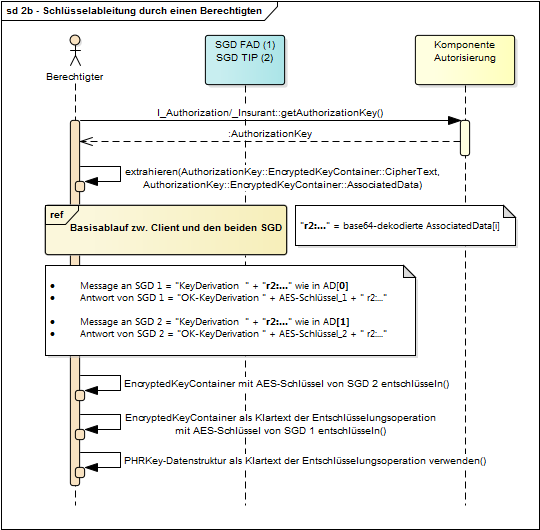 sd 2b - Schlüsselableitung durch einen Berechtigten
Berechtigter
SGD FAD (1)
SGD TIP (2)
Komponente
Autorisierung
I_Authorization/_Insurant::getAuthorizationKey()
:AuthorizationKey
extrahieren(AuthorizationKey::EncryptedKeyContainer::CipherText,
AuthorizationKey::EncryptedKeyContainer::AssociatedData)
ref
Basisablauf zw. Client und den beiden SGD
"r2:..." = base64-dekodierte AssociatedData[i]
• Message an SGD 1 = "KeyDerivation " + "r2:..." wie in AD[0]
• Antwort von SGD 1 = "OK-KeyDerivation " + AES-Schlüssel_1 + " r2:..."
• Message an SGD 2 = "KeyDerivation " + "r2:..." wie in AD[1]
• Antwort von SGD 2 = "OK-KeyDerivation " + AES-Schlüssel_2 + " r2:..."
EncryptedKeyContainer mit AES-Schlüssel von SGD 2 entschlüseln()
EncryptedKeyContainer als Klartext der Entschlüsselungsoperation
mit AES-Schlüssel von SGD 1 entschlüseln()
PHRKey-Datenstruktur als Klartext der Entschlüsselungsoperation verwenden()